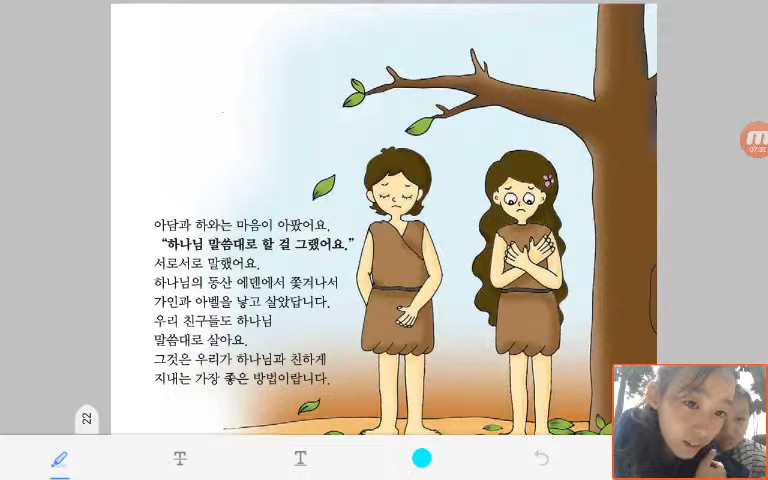 아담과 하와는 마음이 아팠어요.
“하나님 말씀대로 할 걸 그랬어요.”
서로서로 말했어요.
하나님의 동산 에덴에서 쫓겨나서
가인과 아벨을 낳고 살았답니다.
우리 친구들도 하나님
말씀대로 살아요.
그것은 우리가 하나님과 친하게
지내는 가장 좋은 방법이랍니다.
22
T
T